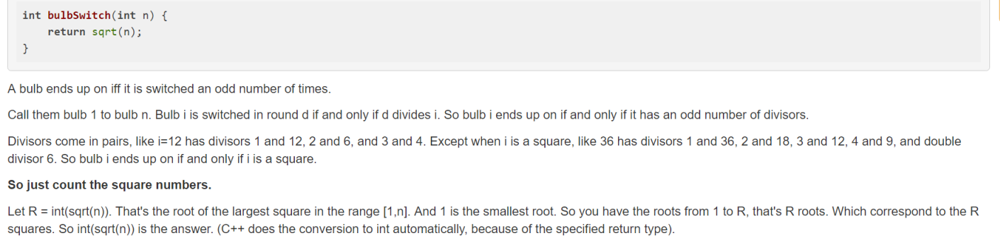 int bulbSwitch(int n) {
    return sqrt(n);
}
A bulb ends up on iff it is switched an odd number of times.
Call them bulb 1 to bulb n. Bulb i is switched in round d if and only if d divides i. So bulb i ends up on if and only if it has an odd number of divisors.
Divisors come in pairs, like i=12 has divisors 1 and 12, 2 and 6, and 3 and 4. Except when i is a square, like 36 has divisors 1 and 36, 2 and 18, 3 and 12, 4 and 9, and double
divisor 6. So bulb i ends up on if and only if i is a square.
So just count the square numbers.
Let R = int(sqrt(n)). That's the root of the largest square in the range [1,n]. And 1 is the smallest root. So you have the roots from 1 to R, that's R roots. Which correspond to the R
squares. So int(sqrt(n)) is the answer. (C++ does the conversion to int automatically, because of the specified return type).